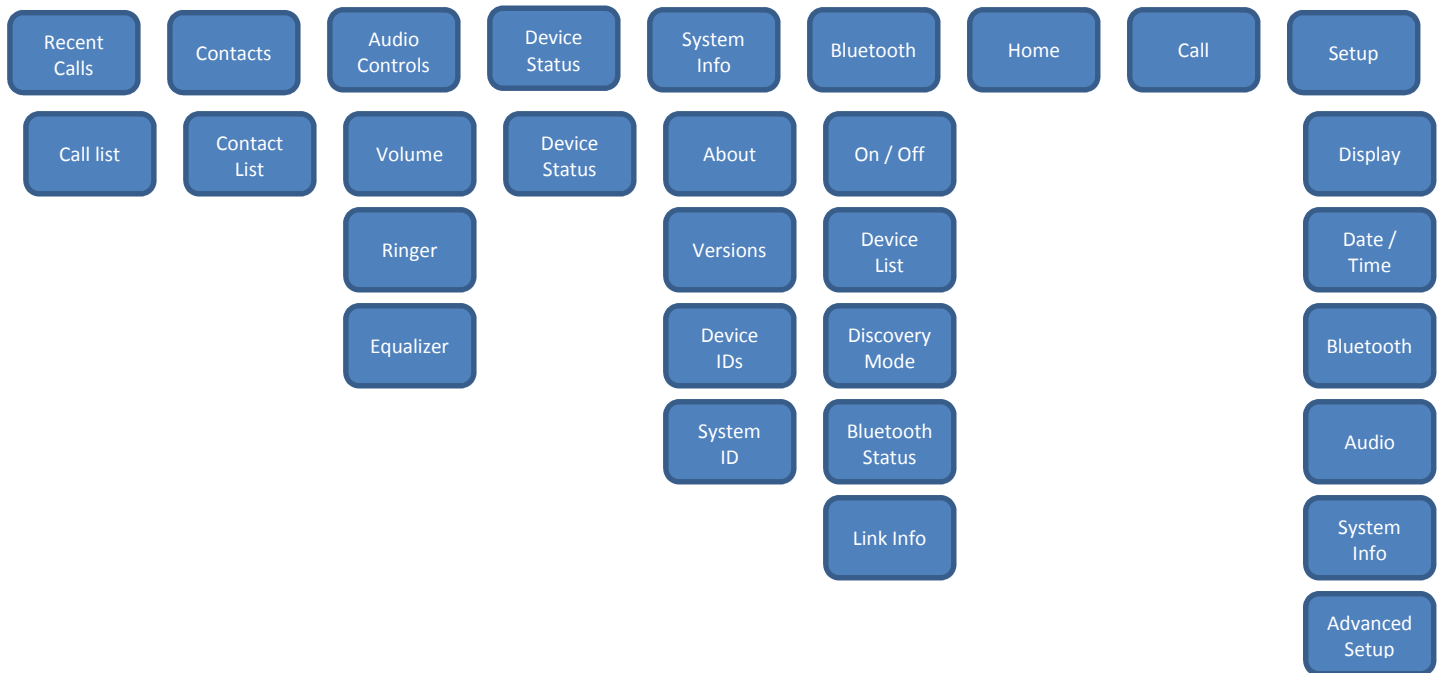 Recent
Calls
Contacts
Audio
Controls
Device
Status
System
Info
Bluetooth
Home
Call
Setup
Call list
Contact
List
Volume
Device
Status
About
On / Off
Display
Ringer
Versions
Device
List
Date /
Time
Equalizer
Device
IDs
Discovery
Mode
Bluetooth
System
ID
Bluetooth
Status
Audio
Link Info
System
Info
Advanced
Setup